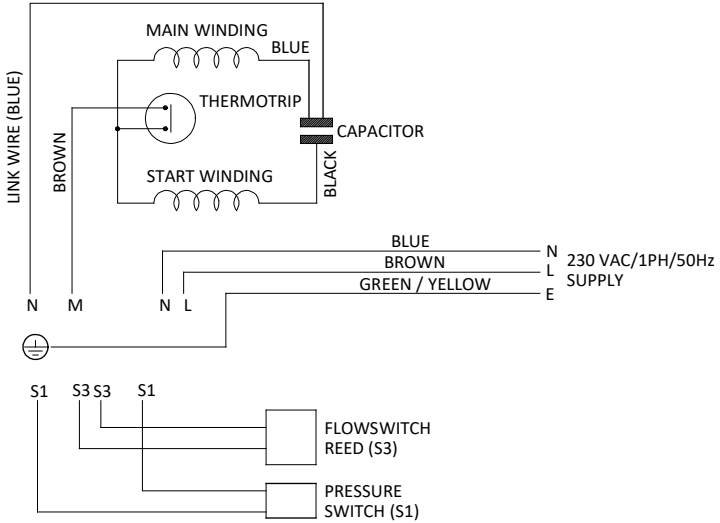 MAIN WINDING
BLUE
LINK WIRE (BLUE)
BROWN
THERMOTRIP
CAPACITOR
START WINDING
BLACK
BLUE
BROWN
GREEN / YELLOW
N
L
E
230 VAC/1PH/50Hz
SUPPLY
N M N L
S1 S3 S3 S1
FLOWSWITCH
REED (S3)
PRESSURE
SWITCH (S1)